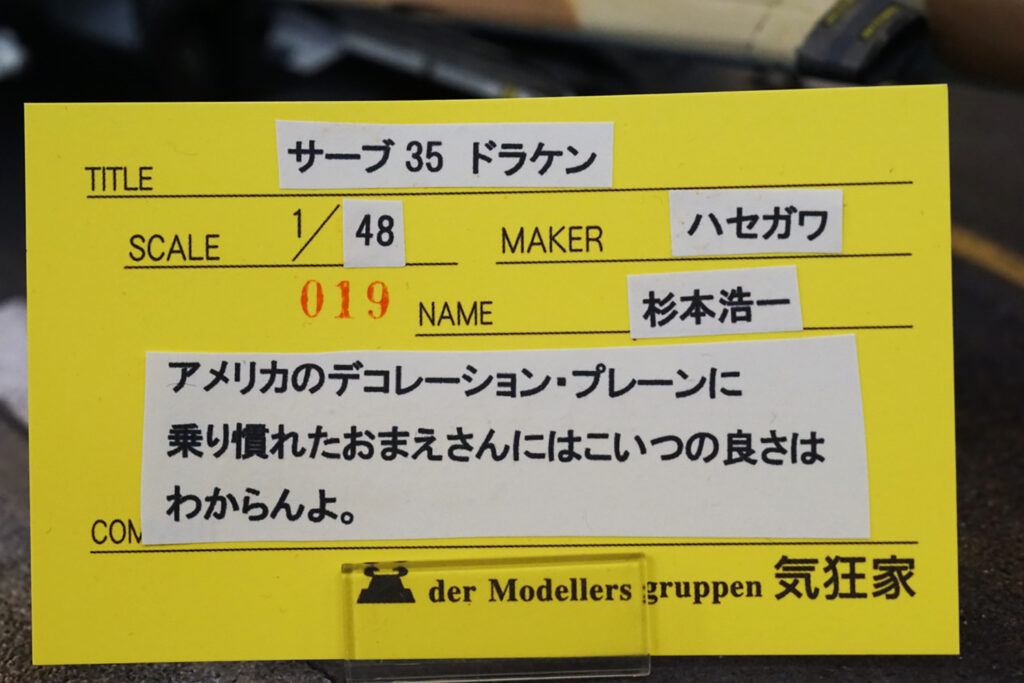 TITLE サーブ 35 ドラケン
SCALE 1/48 MAKER ハセガワ
019 NAME 杉本浩一
アメリカのデコレーション・プレーンに
乗り慣れたおまえさんにはこいつの良さは
わからんよ。
COM
der Modellers gruppen 気狂家